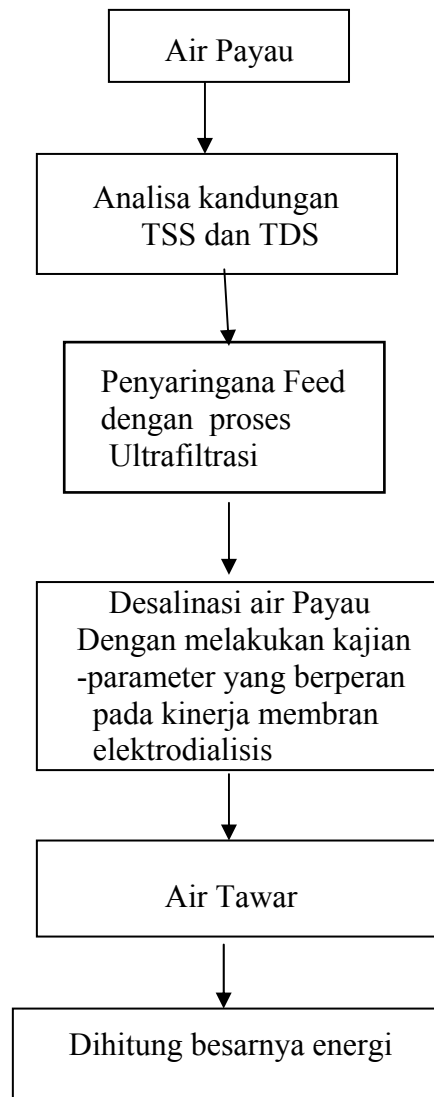 Air Payau
Analisa kandungan
TSS dan TDS
Penyaringana Feed
dengan proses
Ultrafiltrasi
Desalinasi air Payau
Dengan melakukan kajian
-parameter yang berperan
pada kinerja membran
elektrodialisis
Air Tawar
Dihitung besarnya energi